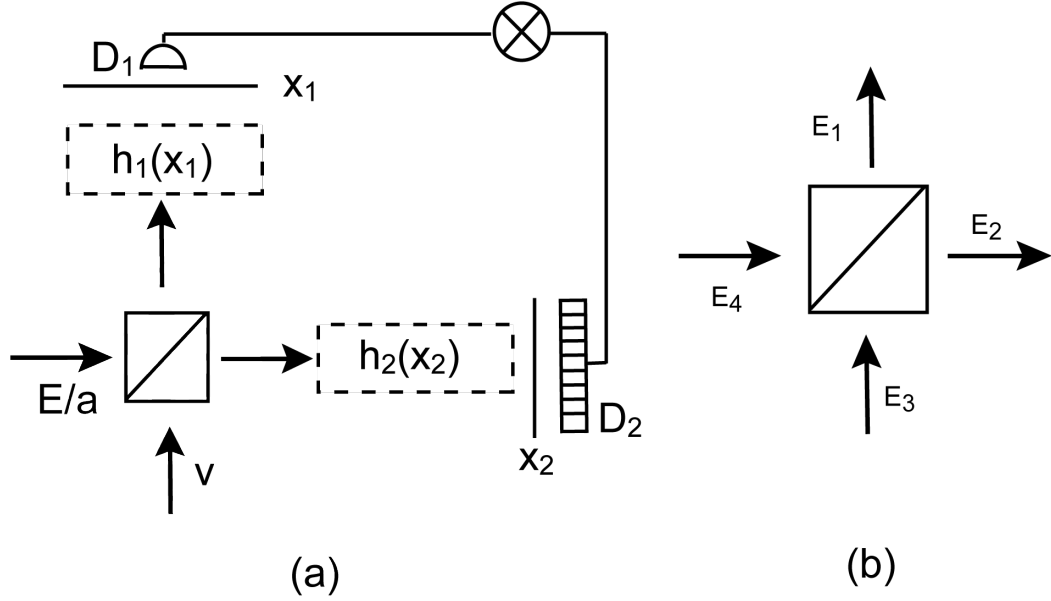 D₁
x₁
h₁(x₁)
E/a
v
h₂(x₂)
x₂
D₂
(a)
E₁
E₂
E₄
E₃
(b)